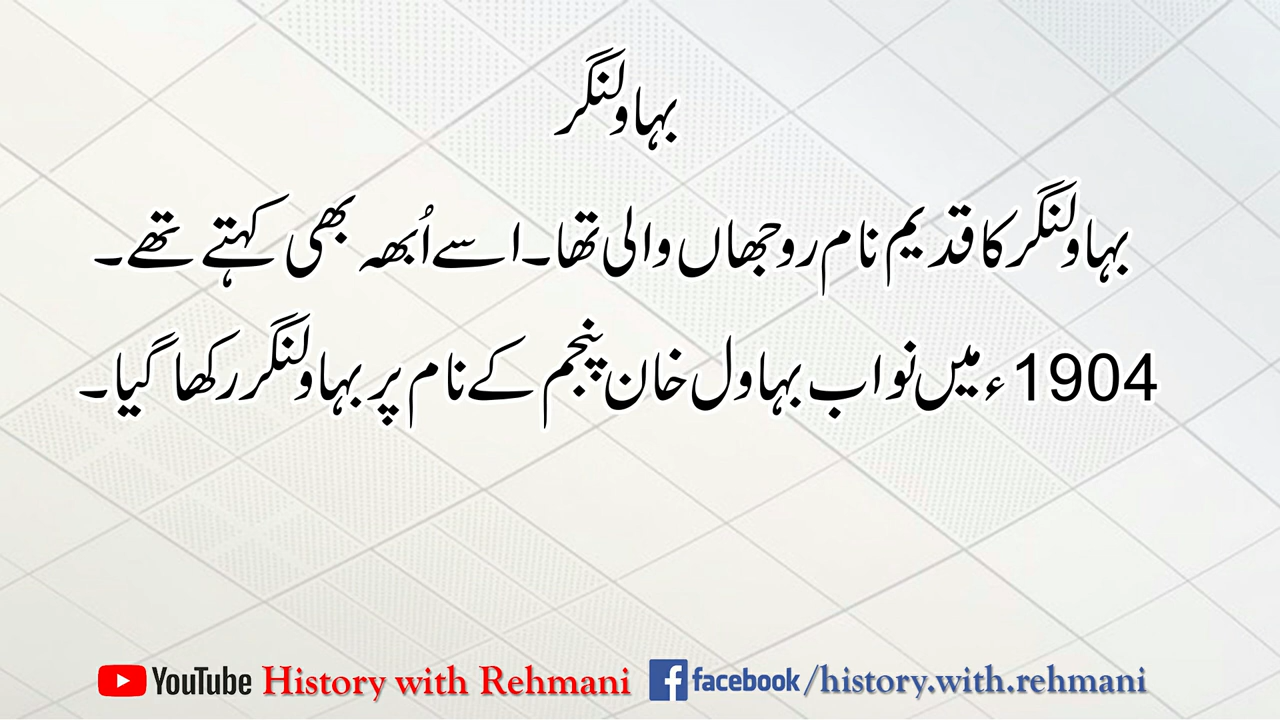 بہاولنگر
بہاولنگر کا قدیم نام روجھاں والی تھا۔ اسے اُبھہ بھی کہتے تھے۔
1904ء میں نواب بہاول خان پنجم کے نام پر بہاولنگر رکھا گیا۔
YouTube History with Rehmani facebook/history.with.rehmani